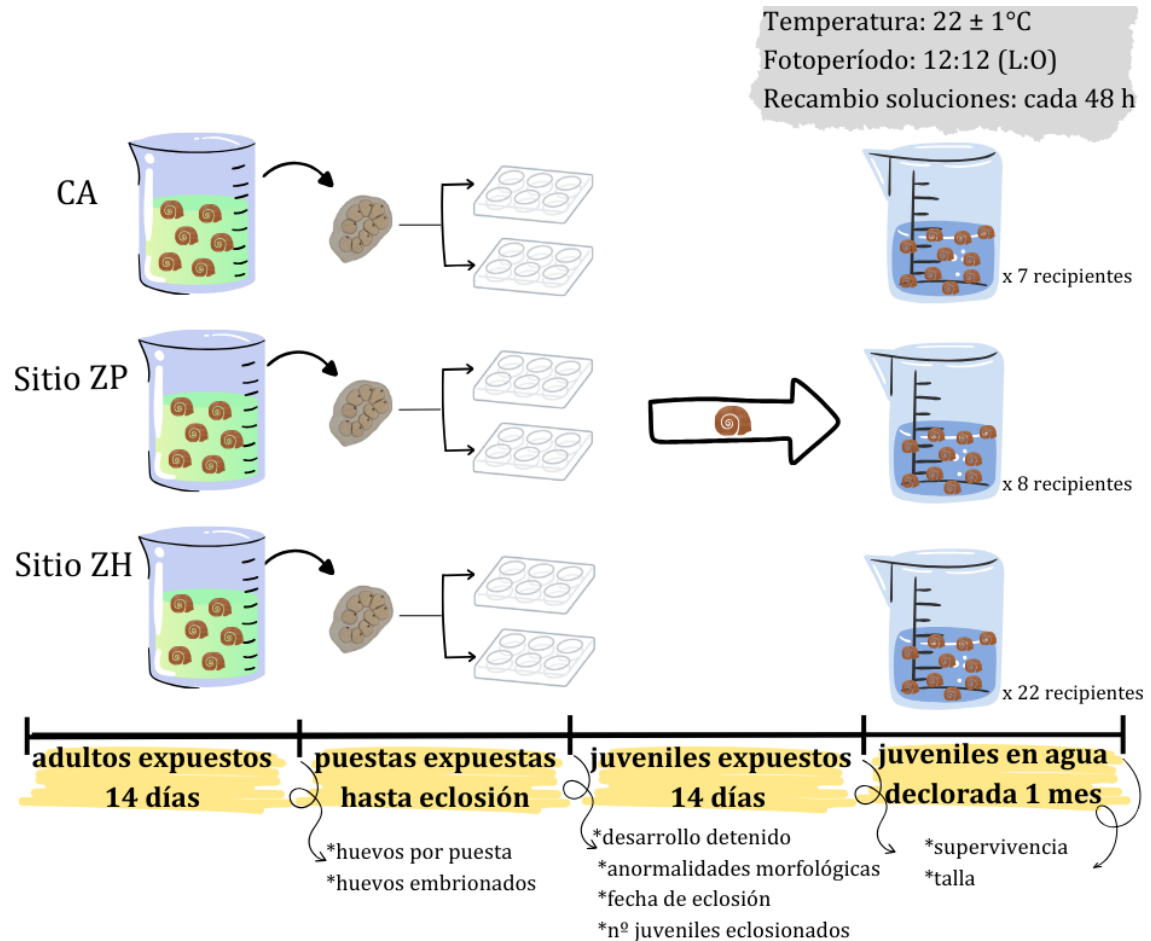 Temperatura: 22 ± 1°C
Fotoperíodo: 12:12 (L:O)
Recambio soluciones: cada 48 h
CA
x 7 recipientes
Sitio ZP
x 8 recipientes
Sitio ZH
x 22 recipientes
adultos expuestos
14 días
puestas expuestas
hasta eclosión
juveniles expuestos
14 días
juveniles en agua
declorada 1 mes
*huevos por puesta
*huevos embrionados
*desarrollo detenido
*anormalidades morfológicas
*fecha de eclosión
*nº juveniles eclosionados
*supervivencia
*talla